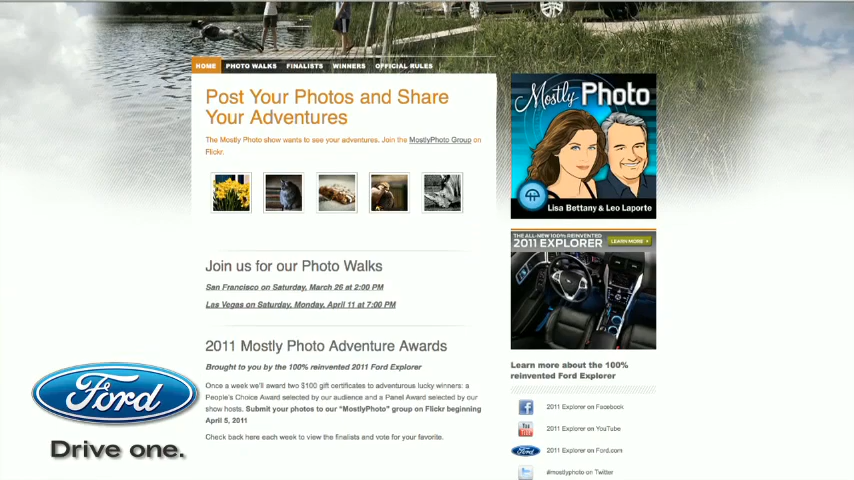 HOME PHOTO WALKS FINALISTS WINNERS OFFICIAL RULES
Post Your Photos and Share
Your Adventures
The Mostly Photo show wants to see your adventures. Join the MostlyPhoto Group on
Flickr.
Join us for our Photo Walks
San Francisco on Saturday, March 26 at 2:00 PM
Las Vegas on Saturday, Monday, April 11 at 7:00 PM
2011 Mostly Photo Adventure Awards
Brought to you by the 100% reinvented 2011 Ford Explorer
Once a week we'll award two $100 gift certificates to adventurous lucky winners: a
People's Choice Award selected by our audience and a Panel Award selected by our
show hosts. Submit your photos to our “MostlyPhoto” group on Flickr beginning
April 5, 2011
Check back here each week to view the finalists and vote for your favorite.
Mostly Photo
Lisa Bettany & Leo Laporte
THE ALL-NEW 100% REINVENTED
2011 EXPLORER
LEARN MORE
Learn more about the 100%
reinvented Ford Explorer
2011 Explorer on Facebook
2011 Explorer on YouTube
2011 Explorer on Ford.com
#mostlyphoto on Twitter
Ford
Drive one.